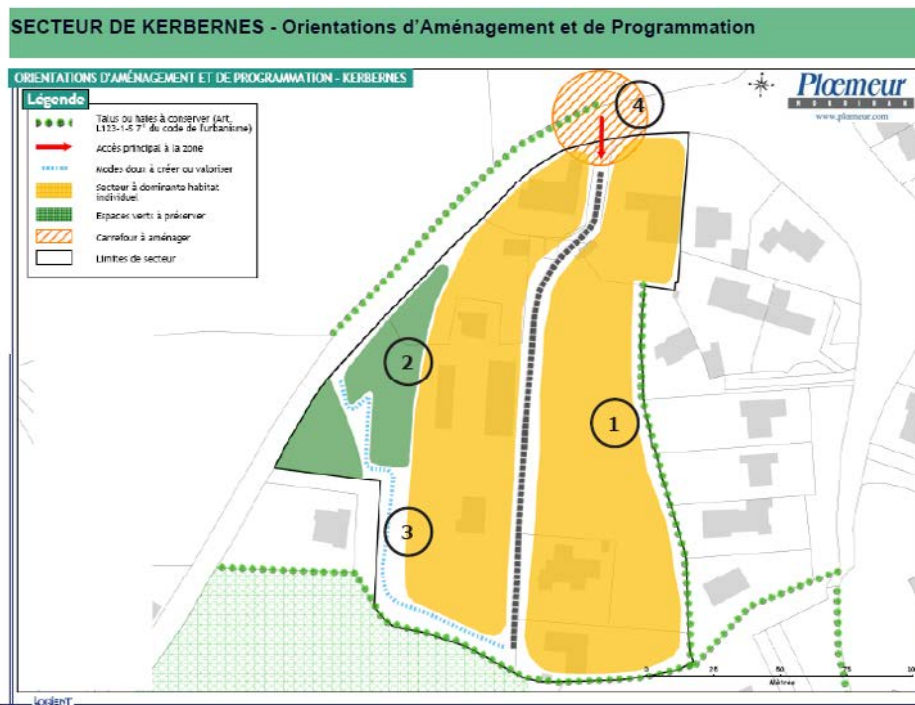 SECTEUR DE KERBERNES - Orientations d'Aménagement et de Programmation
ORIENTATIONS D'AMÉNAGEMENT ET DE PROGRAMMATION - KERBERNES
Légende
Talus ou haies à conserver (Art.
L123-1-5 7° du code de l'urbanisme)
Accès principal à la zone
Modes doux à créer ou valoriser
Secteur à dominante habitat
individuel
Espaces verts à préserver
Carrefour à aménager
Limites de secteur
Plœmeur
MORBIHAN
www.ploemeur.com
4
2
1
3
0 25 50 75 100
Mètres
LORIENT